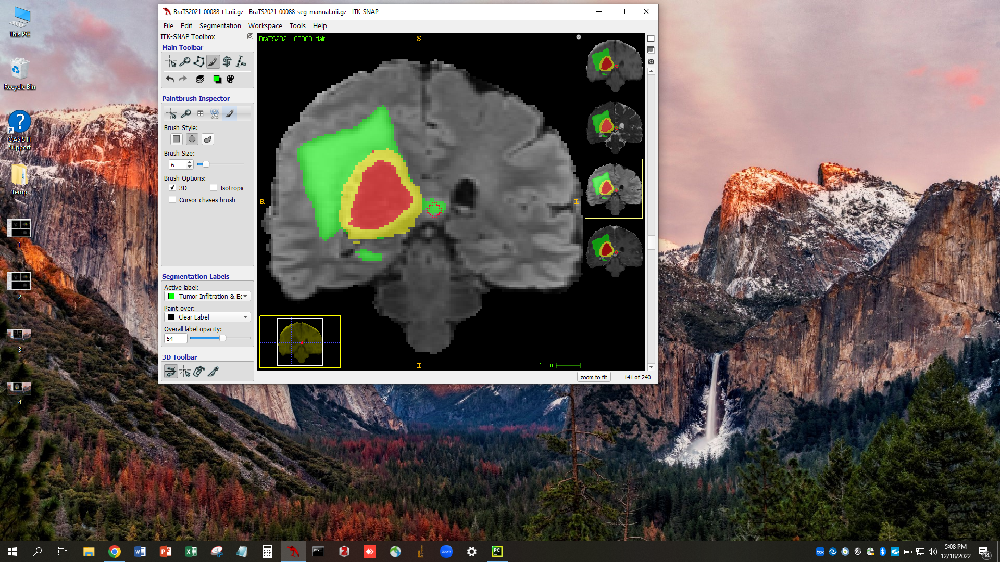 This PC
Recycle Bin
OASIS IT
Support
temp
1
2
3
4
BraTS2021_00088_t1.nii.gz - BraTS2021_00088_seg_manual.nii.gz - ITK-SNAP
File Edit Segmentation Workspace Tools Help
ITK-SNAP Toolbox
Main Toolbar
Ab
Paintbrush Inspector
Brush Style:
Brush Size:
6
Brush Options:
3D Isotropic
Cursor chases brush
Segmentation Labels
Active label:
Tumor Infiltration & Ec
Paint over:
Clear Label
Overall label opacity:
54
3D Toolbar
BraTS2021_00088_flair
S
R
L
I
1 cm
zoom to fit
141 of 240
zoom
PC
box
5:08 PM
12/18/2022
14